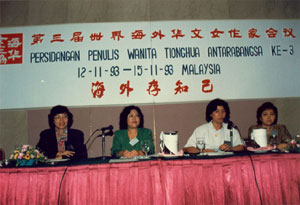 第三届世界海外华文女作家会议
PERSIDANGAN PENULIS WANITA TIONGHUA ANTARABANGSA KE-3
12-11-93 — 15-11-93 MALAYSIA
海外存知己